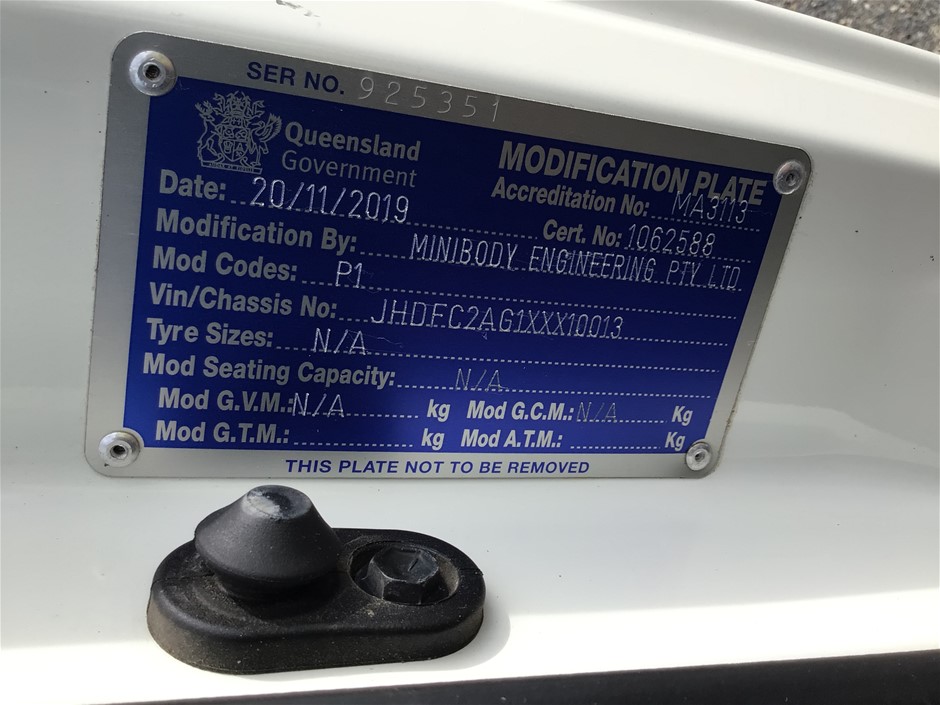 SER NO. 925351
Queensland
Government
MODIFICATION PLATE
Accreditation No: MA3113
Date: 20/11/2019
Cert. No: 1062588
Modification By: MINIBODY ENGINEERING PTY LTD
Mod Codes: P1
Vin/Chassis No: JHDFC2AG1XXX10013
Tyre Sizes: N/A
Mod Seating Capacity: N/A
Mod G.V.M.: N/A kg Mod G.C.M.: N/A Kg
Mod G.T.M.: kg Mod A.T.M.: Kg
THIS PLATE NOT TO BE REMOVED